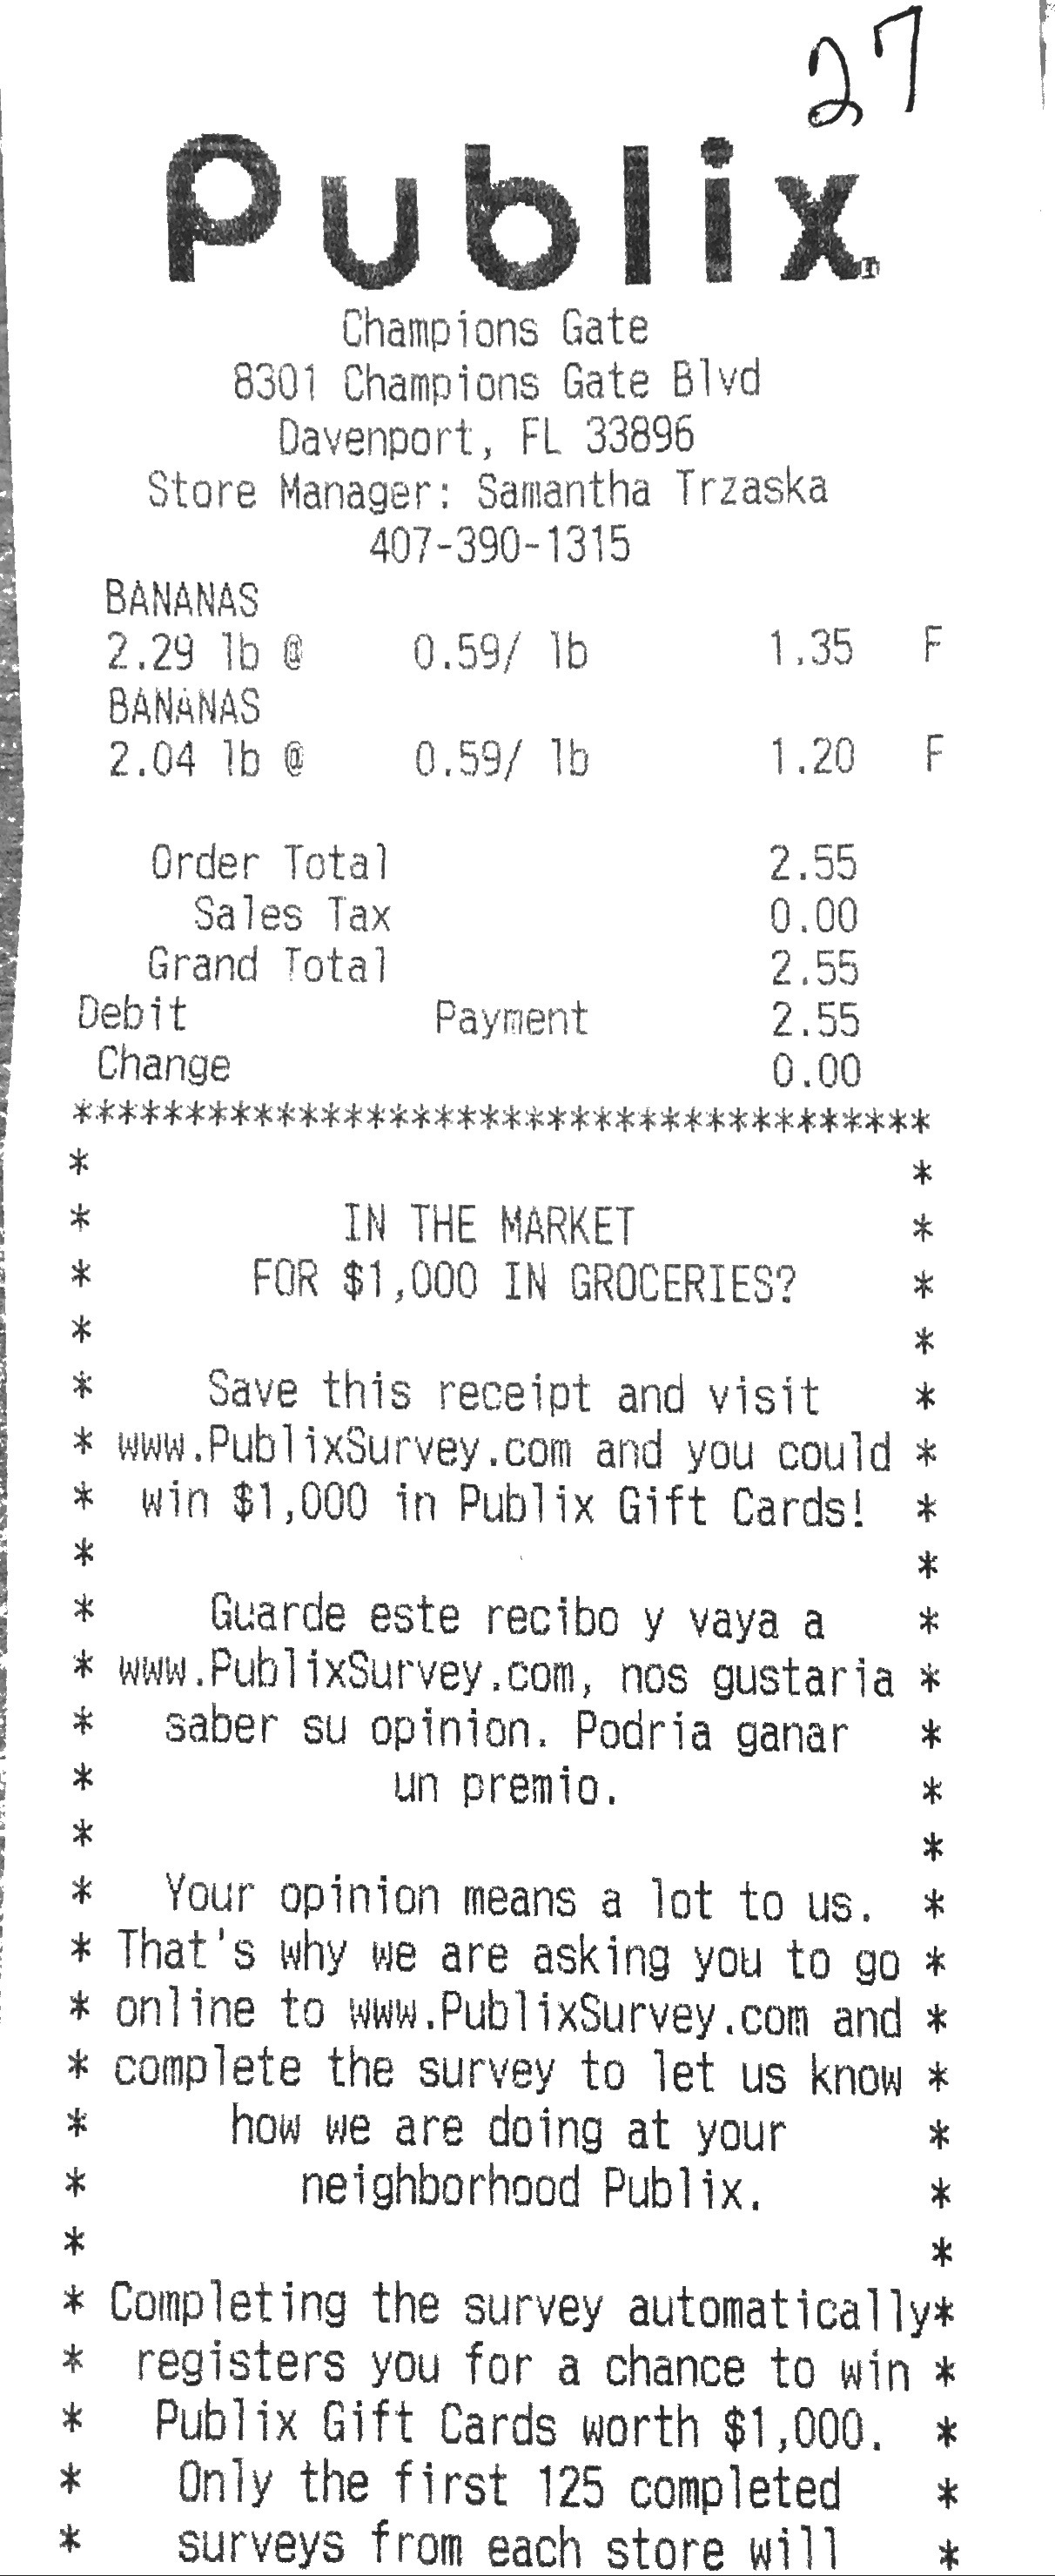 27
Publix
Champions Gate
8301 Champions Gate Blvd
Davenport, FL 33896
Store Manager: Samantha Trzaska
407-390-1315
BANANAS
2.29 lb @ 0.59/ lb 1.35 F
BANANAS
2.04 lb @ 0.59/ lb 1.20 F
Order Total 2.55
Sales Tax 0.00
Grand Total 2.55
Debit Payment 2.55
Change 0.00
**************************************
* *
* IN THE MARKET *
* FOR $1,000 IN GROCERIES? *
* *
* Save this receipt and visit *
* www.PublixSurvey.com and you could *
* win $1,000 in Publix Gift Cards! *
* *
* Guarde este recibo y vaya a *
* www.PublixSurvey.com, nos gustaria *
* saber su opinion. Podria ganar *
* un premio. *
* *
* Your opinion means a lot to us. *
* That's why we are asking you to go *
* online to www.PublixSurvey.com and *
* complete the survey to let us know *
* how we are doing at your *
* neighborhood Publix. *
* *
* Completing the survey automatically*
* registers you for a chance to win *
* Publix Gift Cards worth $1,000. *
* Only the first 125 completed *
* surveys from each store will *